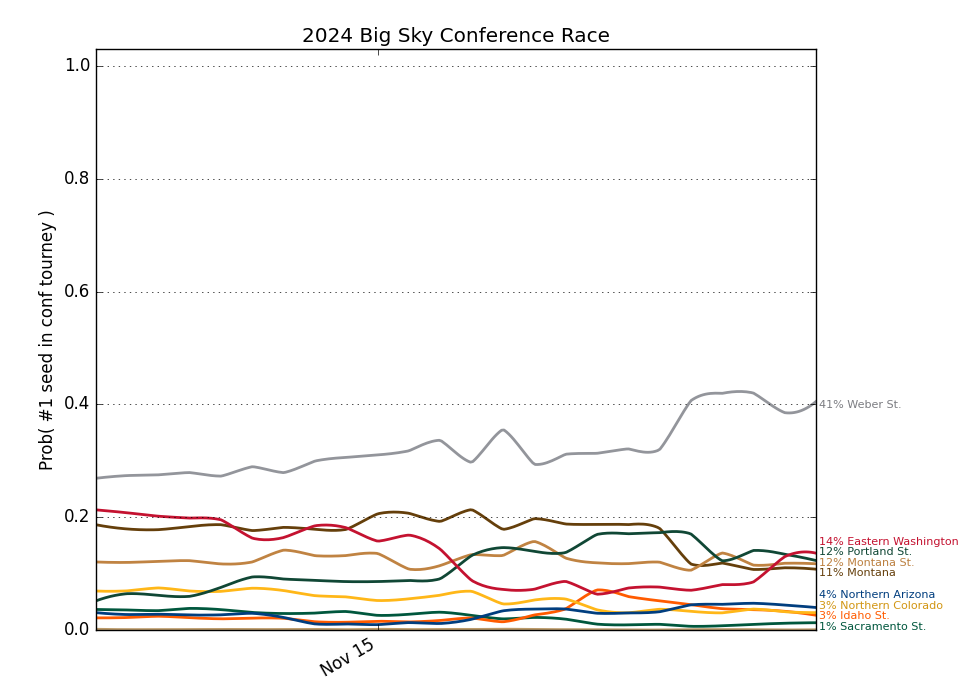 2024 Big Sky Conference Race
Prob( #1 seed in conf tourney )
1.0
0.8
0.6
0.4
0.2
0.0
Nov 15
41% Weber St.
14% Eastern Washington
12% Portland St.
12% Montana St.
11% Montana
4% Northern Arizona
3% Northern Colorado
3% Idaho St.
1% Sacramento St.